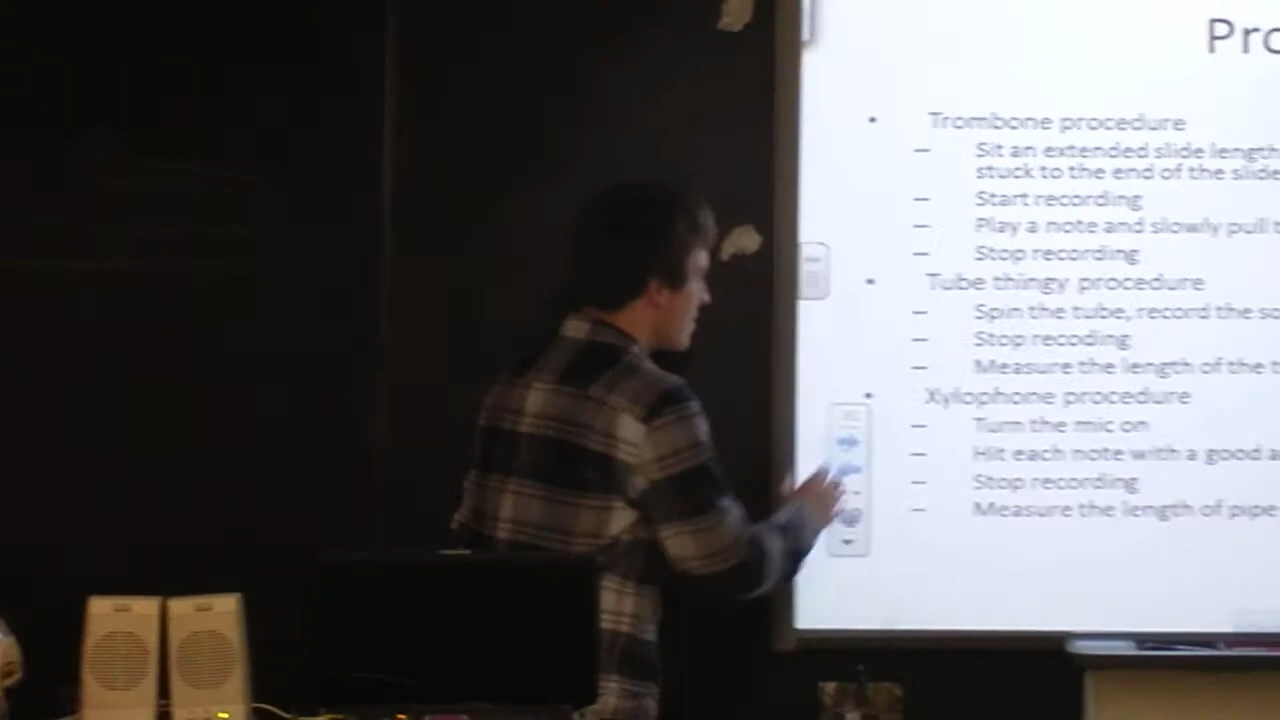 Pro
• Trombone procedure
– Sit an extended slide length
stuck to the end of the slide
– Start recording
– Play a note and slowly pull t
– Stop recording
• Tube thingy procedure
– Spin the tube, record the so
– Stop recoding
– Measure the length of the t
• Xylophone procedure
– Turn the mic on
– Hit each note with a good a
– Stop recording
– Measure the length of pipe